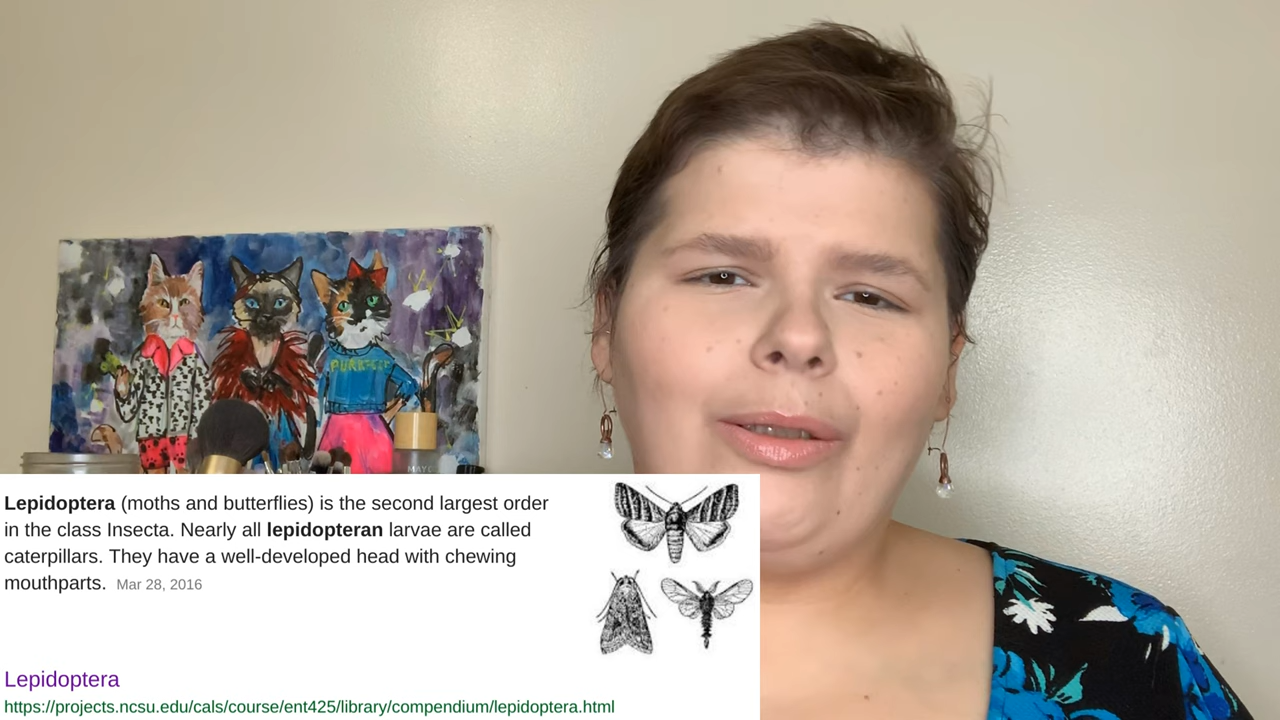 PURRFECT
MAYC
Lepidoptera (moths and butterflies) is the second largest order
in the class Insecta. Nearly all lepidopteran larvae are called
caterpillars. They have a well-developed head with chewing
mouthparts. Mar 28, 2016
Lepidoptera
https://projects.ncsu.edu/cals/course/ent425/library/compendium/lepidoptera.html